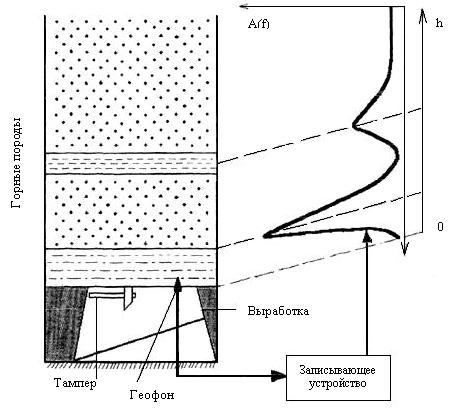 A(f)
h
Горные породы
0
Выработка
Тампер
Геофон
Записывающее
устройство